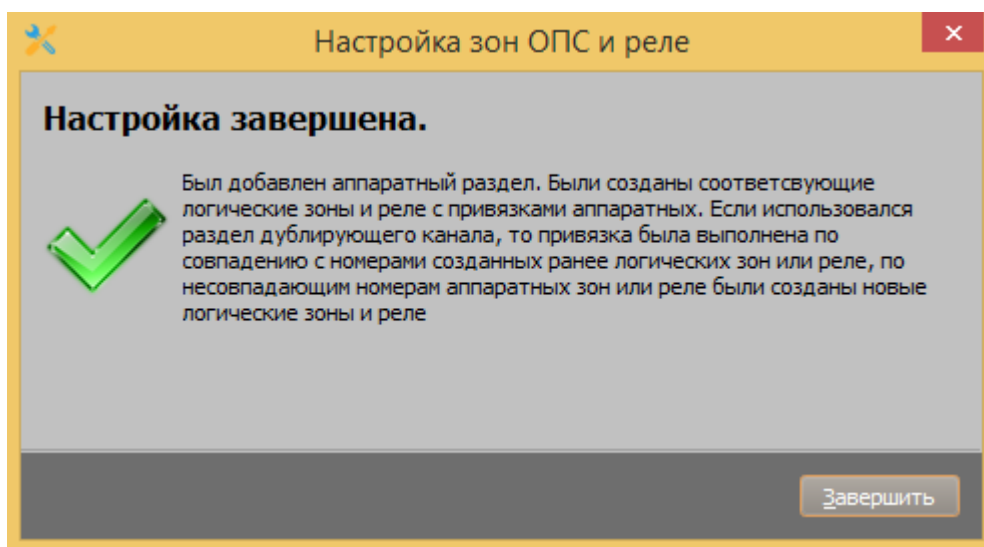 Настройка зон ОПС и реле
Настройка завершена.
Был добавлен аппаратный раздел. Были созданы соответсвующие
логические зоны и реле с привязками аппаратных. Если использовался
раздел дублирующего канала, то привязка была выполнена по
совпадению с номерами созданных ранее логических зон или реле, по
несовпадающим номерам аппаратных зон или реле были созданы новые
логические зоны и реле
Завершить